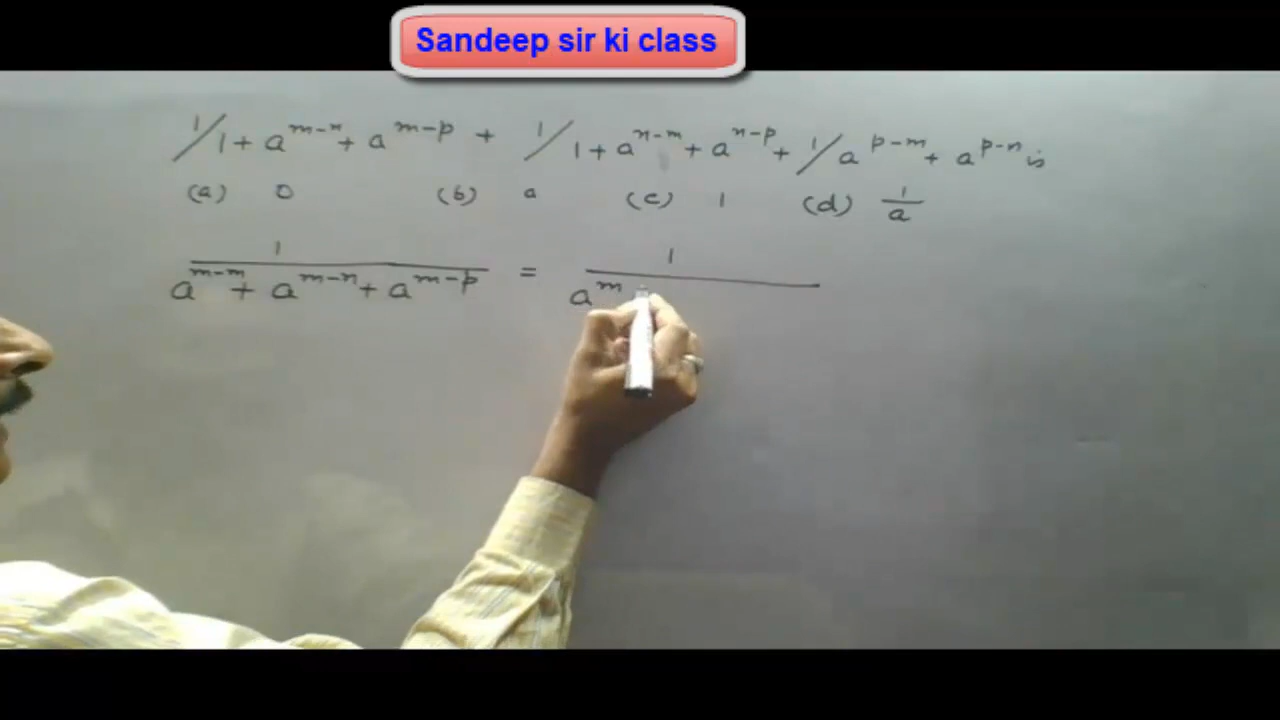 Sandeep sir ki class
1/1 + a^{m-n} + a^{m-p} + 1/1 + a^{n-m} + a^{n-p} + 1/a^{p-m} + a^{p-n} is
(a) 0 (b) a (c) 1 (d) 1/a
1/(a^{m-m} + a^{m-n} + a^{m-p}) = 1/a^m